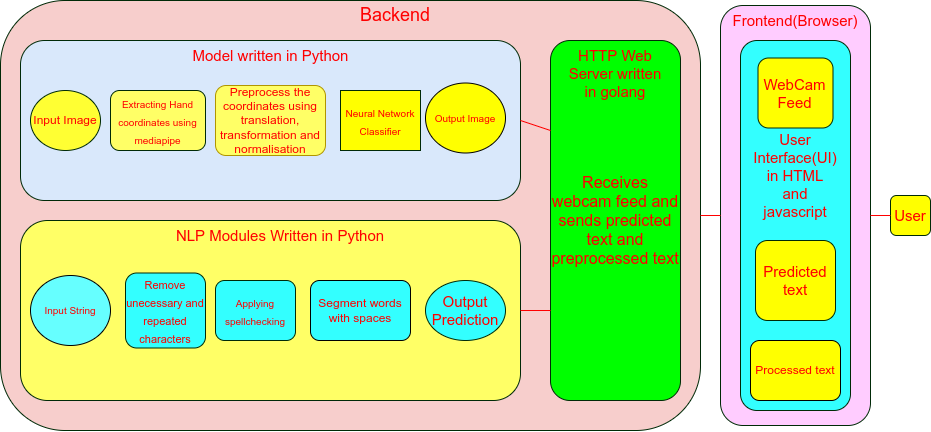 Backend
Model written in Python
Input Image
Extracting Hand
coordinates using
mediapipe
Preprocess the
coordinates using
translation,
transformation and
normalisation
Neural Network
Classifier
Output Image
NLP Modules Written in Python
Input String
Remove
unecessary and
repeated
characters
Applying
spellchecking
Segment words
with spaces
Output
Prediction
HTTP Web
Server written
in golang
Receives
webcam feed and
sends predicted
text and
preprocessed text
Frontend(Browser)
WebCam
Feed
User
Interface(UI)
in HTML
and
javascript
Predicted
text
Processed text
User